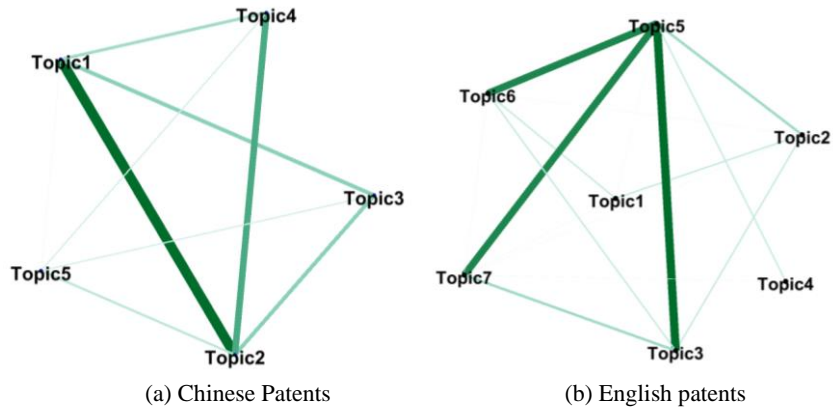 Topic4
Topic1
Topic3
Topic5
Topic2
(a) Chinese Patents
Topic5
Topic6
Topic2
Topic1
Topic7
Topic4
Topic3
(b) English patents